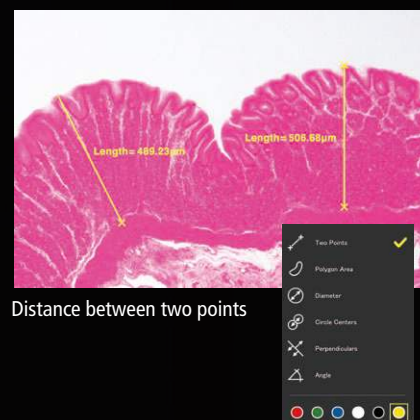 Length= 489.23µm
Length= 506.68µm
Distance between two points
Two Points
Polygon Area
Diameter
Circle Centers
Perpendiculars
Angle